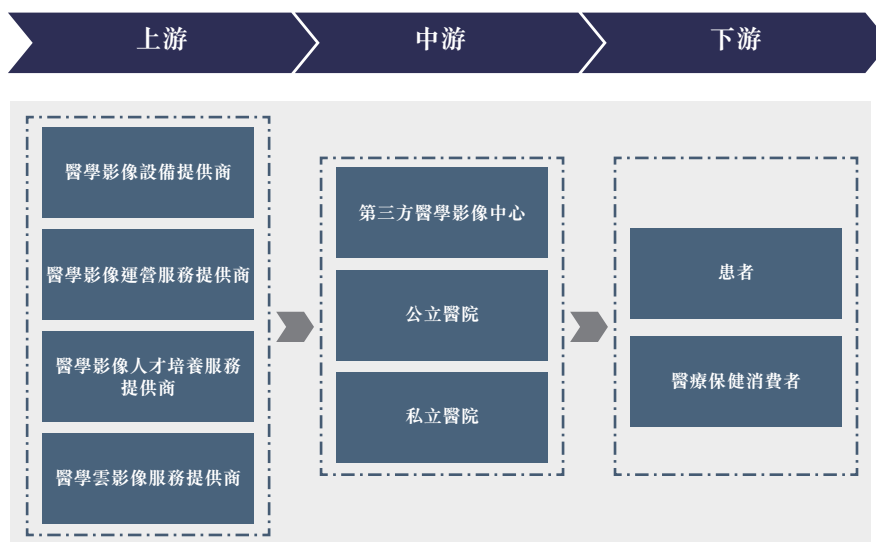 上游
中游
下游
醫學影像設備提供商
醫學影像運營服務提供商
醫學影像人才培養服務
提供商
醫學雲影像服務提供商
第三方醫學影像中心
公立醫院
私立醫院
患者
醫療保健消費者